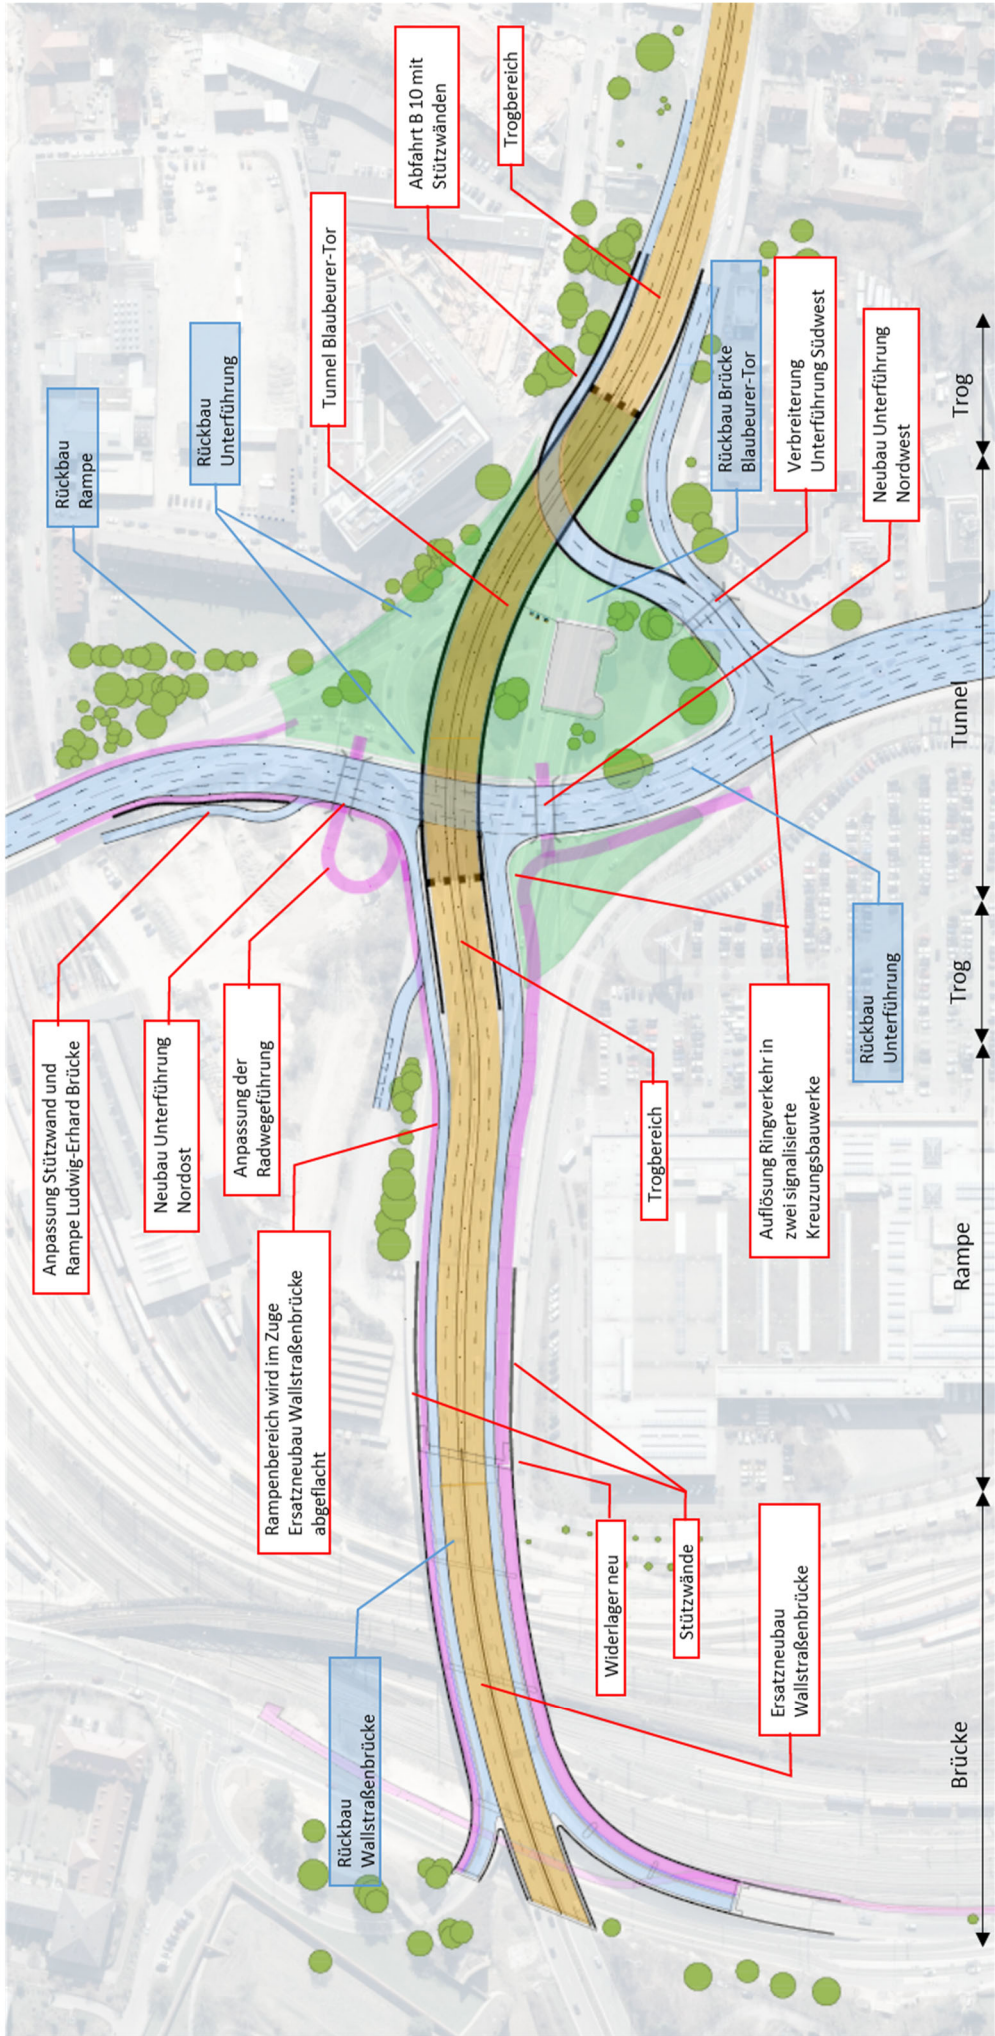 Rückbau
Wallstraßenbrücke
Rampenbereich wird im Zuge
Ersatzneubau Wallstraßenbrücke
abgeflacht
Anpassung Stützwand und
Rampe Ludwig-Erhard Brücke
Neubau Unterführung
Nordost
Anpassung der
Radwegeführung
Rückbau
Rampe
Rückbau
Unterführung
Tunnel Blaubeurer-Tor
Abfahrt B 10 mit
Stützwänden
Trogbereich
Ersatzneubau
Wallstraßenbrücke
Widerlager neu
Stützwände
Trogbereich
Auflösung Ringverkehr in
zwei signalisierte
Kreuzungsbauwerke
Rückbau
Unterführung
Rückbau Brücke
Blaubeurer-Tor
Verbreiterung
Unterführung Südwest
Neubau Unterführung
Nordwest
Brücke
Rampe
Trog
Tunnel
Trog